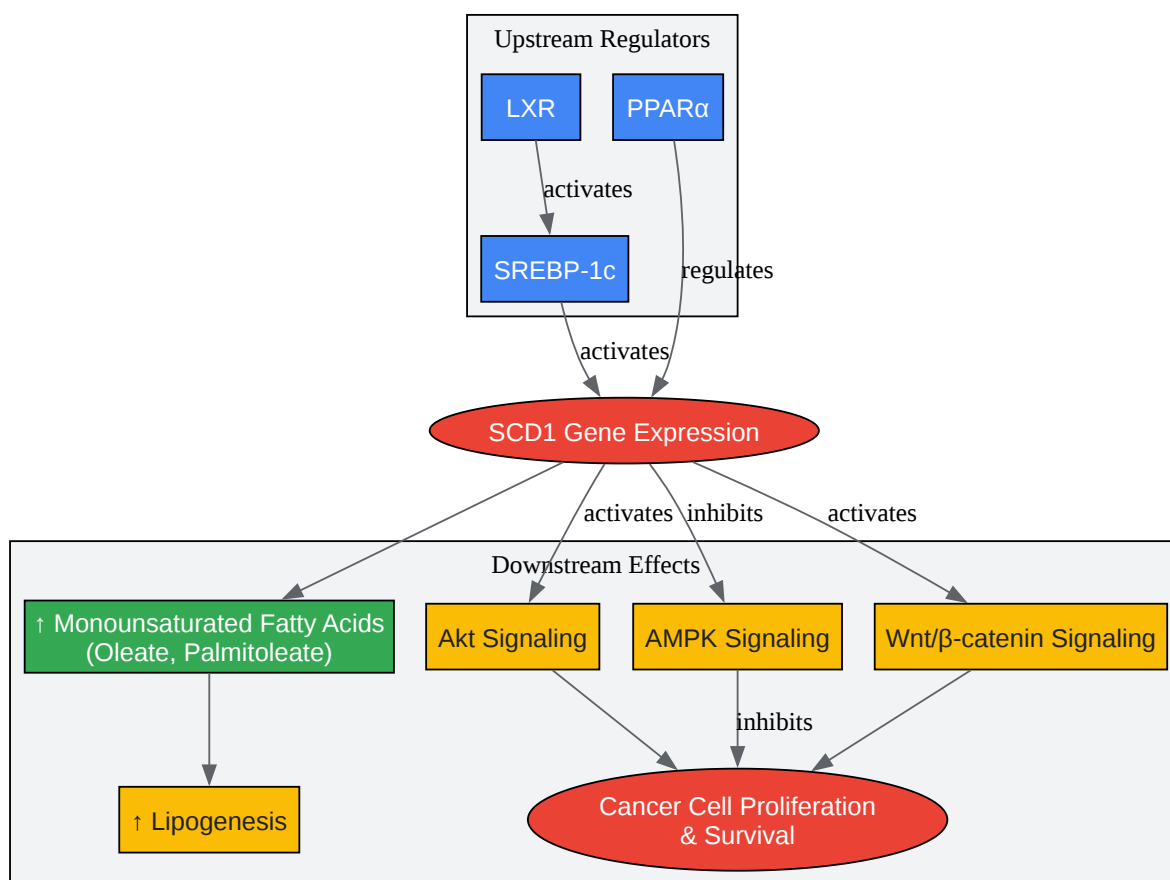 Upstream Regulators
LXR
PPARα
activates
SREBP-1c
regulates
activates
SCD1 Gene Expression
activates
inhibits
activates
Downstream Effects
↑ Monounsaturated Fatty Acids
(Oleate, Palmitoleate)
Akt Signaling
AMPK Signaling
Wnt/β-catenin Signaling
inhibits
↑ Lipogenesis
Cancer Cell Proliferation
& Survival